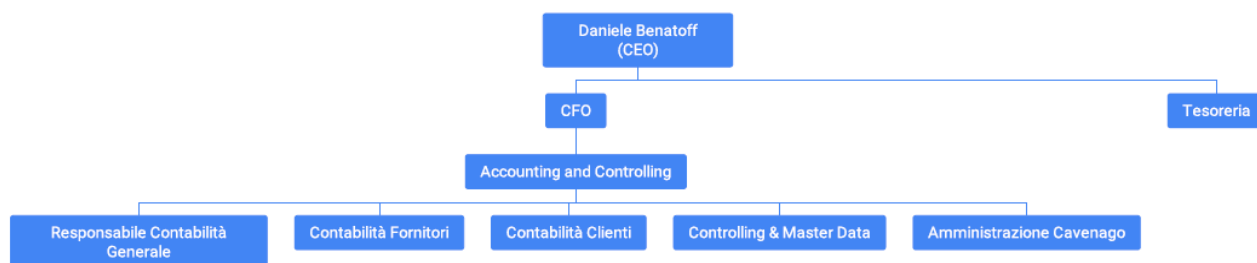 Daniele Benatoff
(CEO)
CFO
Tesoreria
Accounting and Controlling
Responsabile Contabilità
Generale
Contabilità Fornitori
Contabilità Clienti
Controlling & Master Data
Amministrazione Cavenago